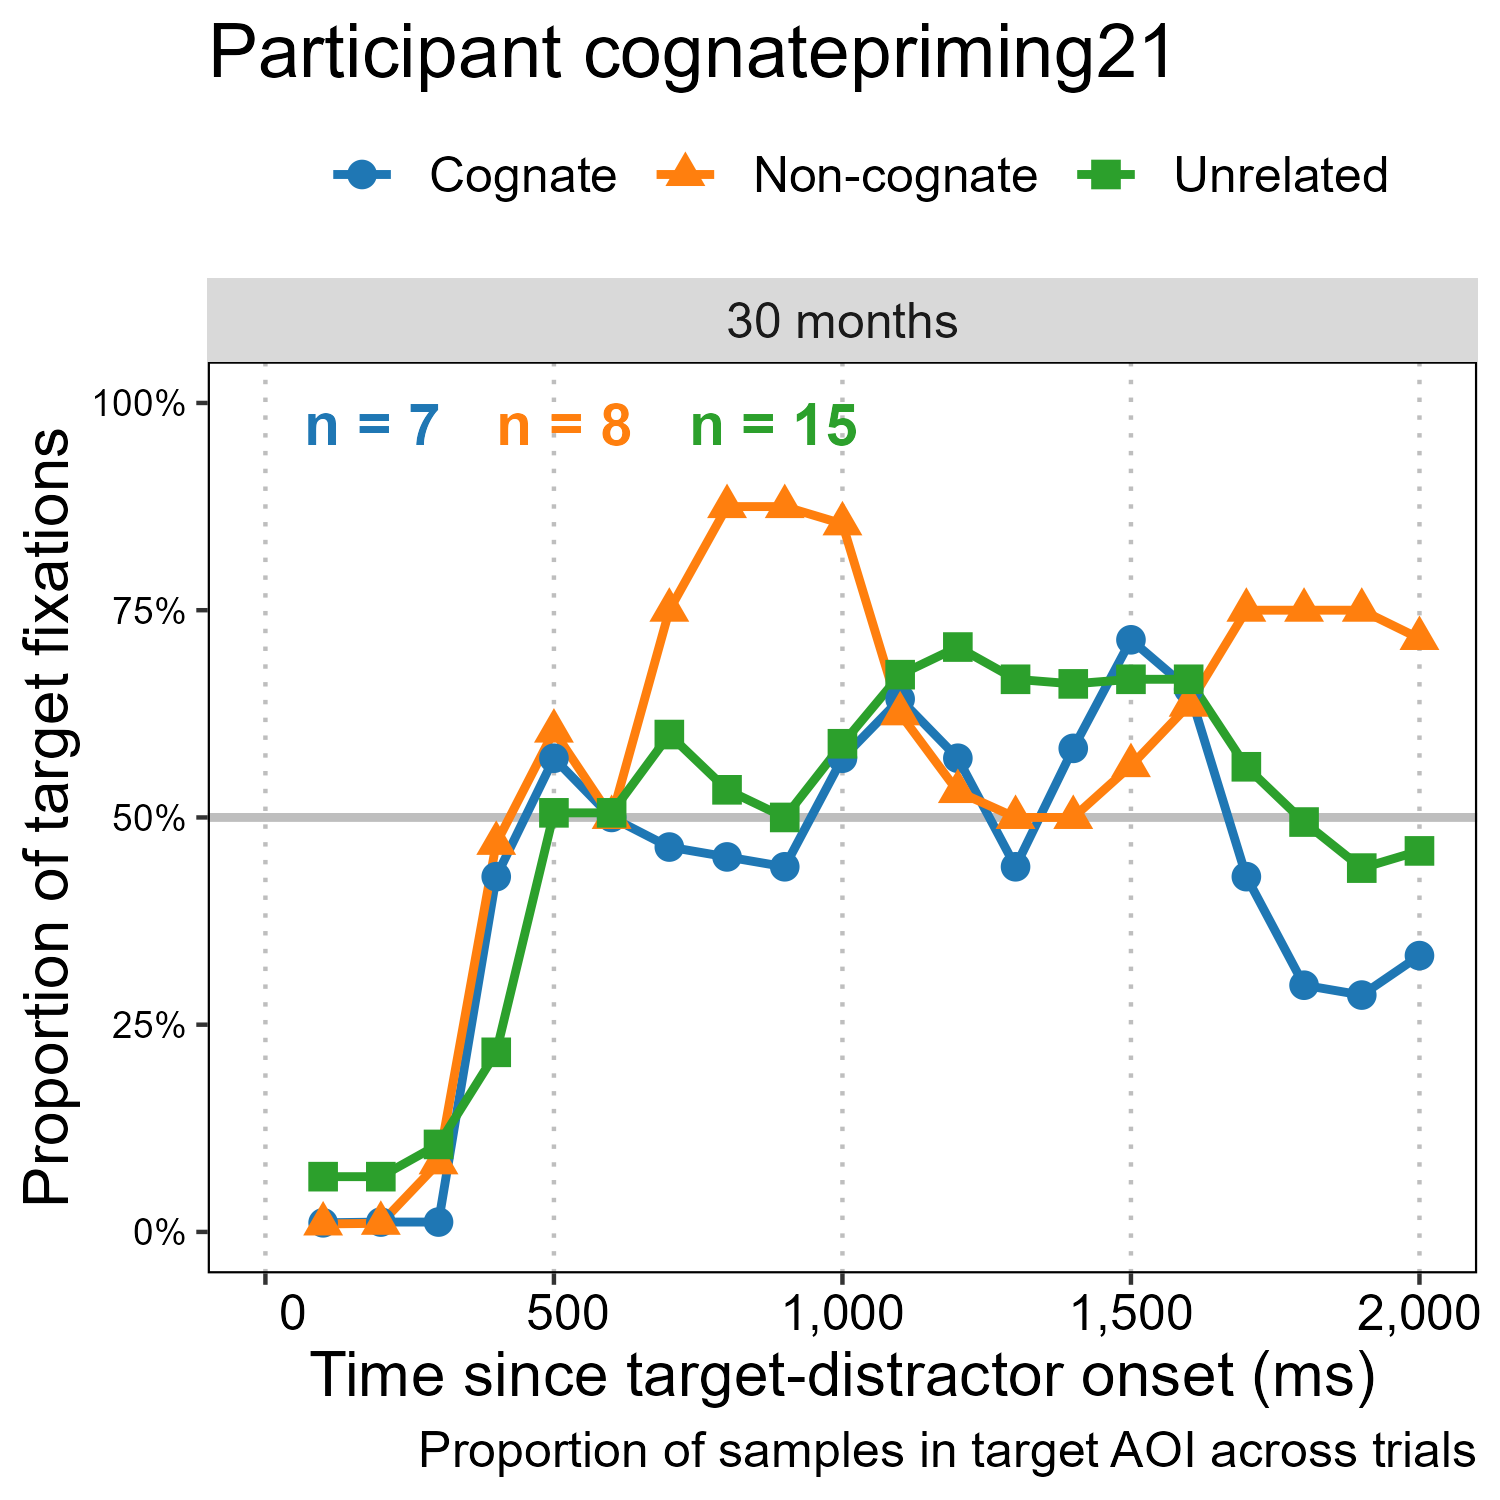 Participant cognatepriming21
Cognate Non-cognate Unrelated
30 months
n = 7 n = 8 n = 15
100%
75%
50%
25%
0%
Proportion of target fixations
0 500 1,000 1,500 2,000
Time since target-distractor onset (ms)
Proportion of samples in target AOI across trials